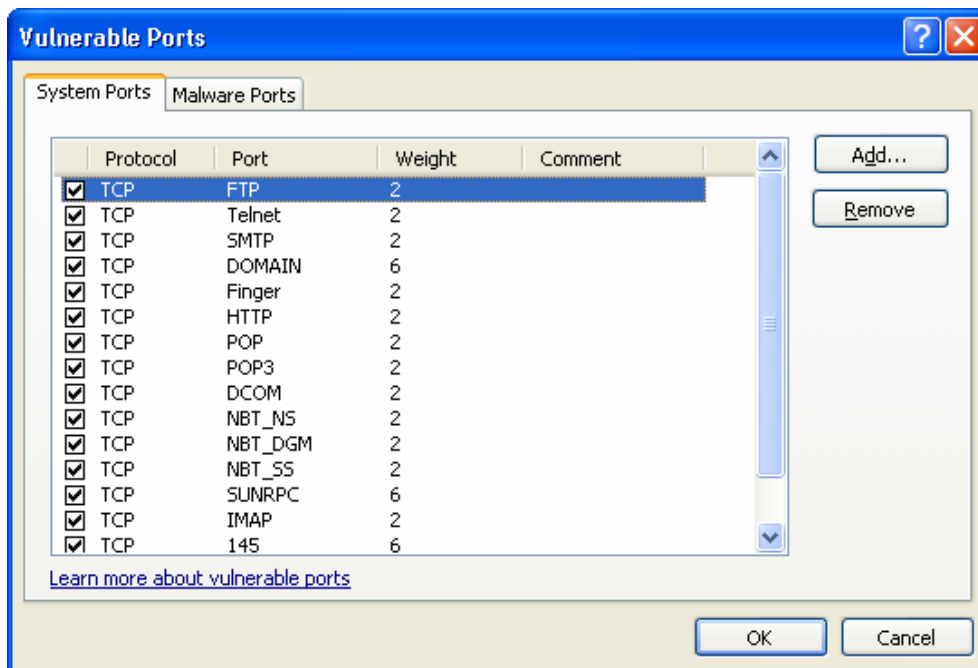 Vulnerable Ports
System Ports Malware Ports
Protocol Port Weight Comment
TCP FTP 2
TCP Telnet 2
TCP SMTP 2
TCP DOMAIN 6
TCP Finger 2
TCP HTTP 2
TCP POP 2
TCP POP3 2
TCP DCOM 2
TCP NBT_NS 2
TCP NBT_DGM 2
TCP NBT_SS 2
TCP SUNRPC 6
TCP IMAP 2
TCP 145 6
Learn more about vulnerable ports
Add...
Remove
OK Cancel